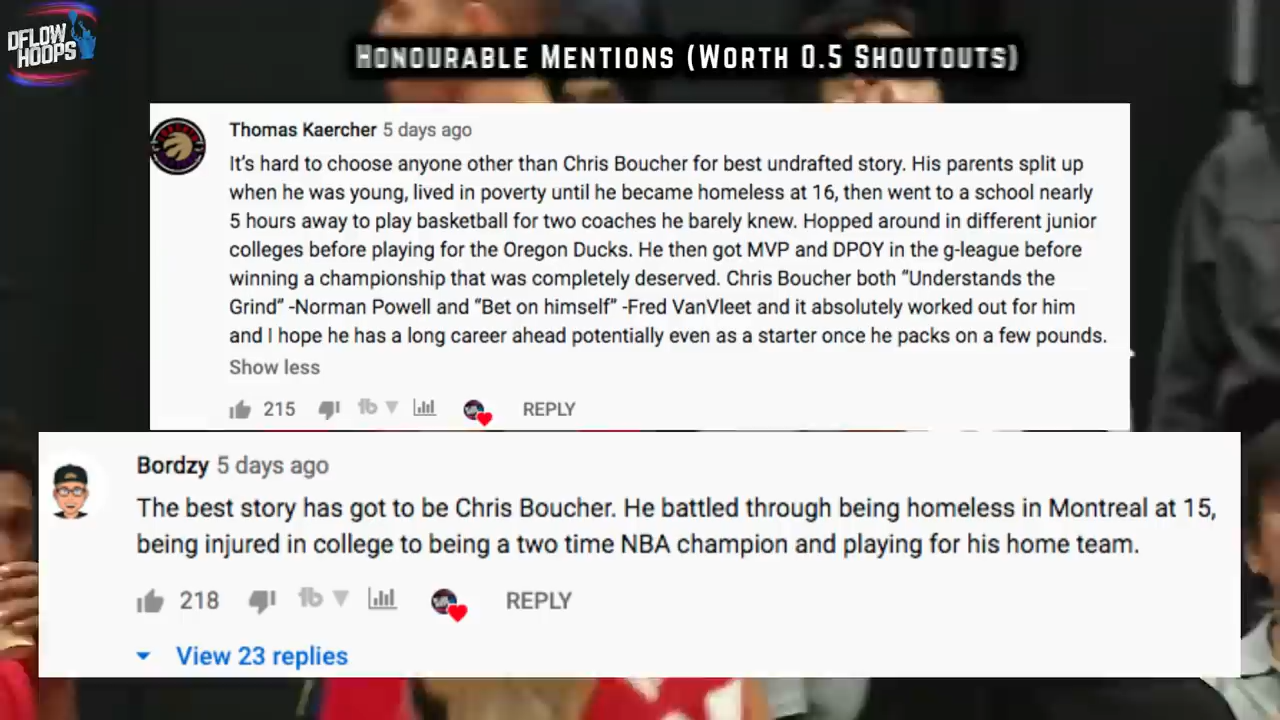 DFLOW
HOOPS
Honourable Mentions (Worth 0.5 Shoutouts)
Thomas Kaercher 5 days ago
It’s hard to choose anyone other than Chris Boucher for best undrafted story. His parents split up
when he was young, lived in poverty until he became homeless at 16, then went to a school nearly
5 hours away to play basketball for two coaches he barely knew. Hopped around in different junior
colleges before playing for the Oregon Ducks. He then got MVP and DPOY in the g-league before
winning a championship that was completely deserved. Chris Boucher both “Understands the
Grind” -Norman Powell and “Bet on himself” -Fred VanVleet and it absolutely worked out for him
and I hope he has a long career ahead potentially even as a starter once he packs on a few pounds.
Show less
215 REPLY
Bordzy 5 days ago
The best story has got to be Chris Boucher. He battled through being homeless in Montreal at 15,
being injured in college to being a two time NBA champion and playing for his home team.
218 REPLY
View 23 replies